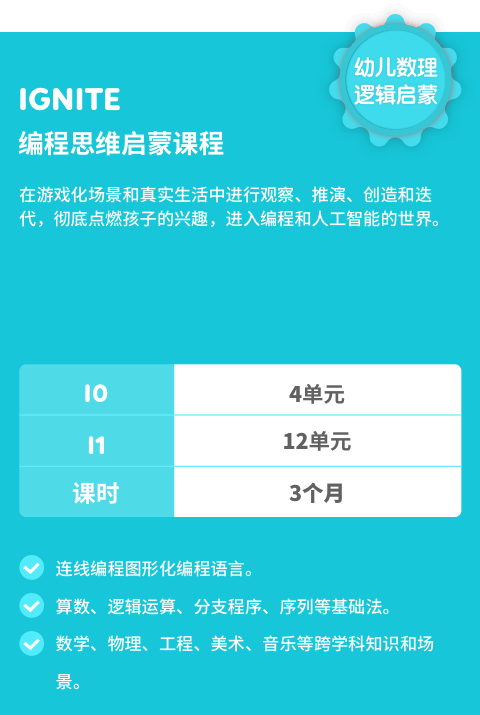 幼儿数理
逻辑启蒙
IGNITE
编程思维启蒙课程
在游戏化场景和真实生活中进行观察、推演、创造和迭
代，彻底点燃孩子的兴趣，进入编程和人工智能的世界。
I0 4单元
I1 12单元
课时 3个月
连线编程图形化编程语言。
算数、逻辑运算、分支程序、序列等基础法。
数学、物理、工程、美术、音乐等跨学科知识和场
景。